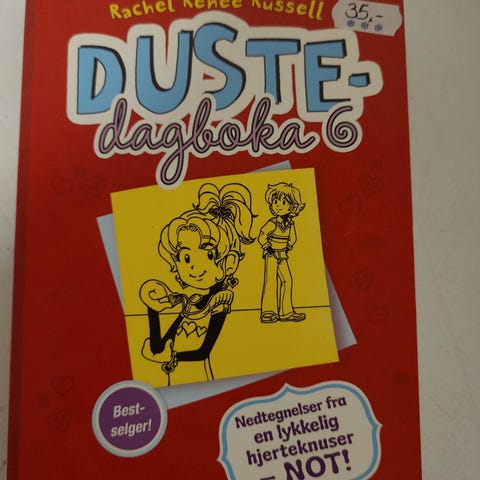 Rachel Renée Russell
35,-
DUSTE-
dagboka 6
Best-
selger!
Nedtegnelser fra
en lykkelig
hjerteknuser
– NOT!